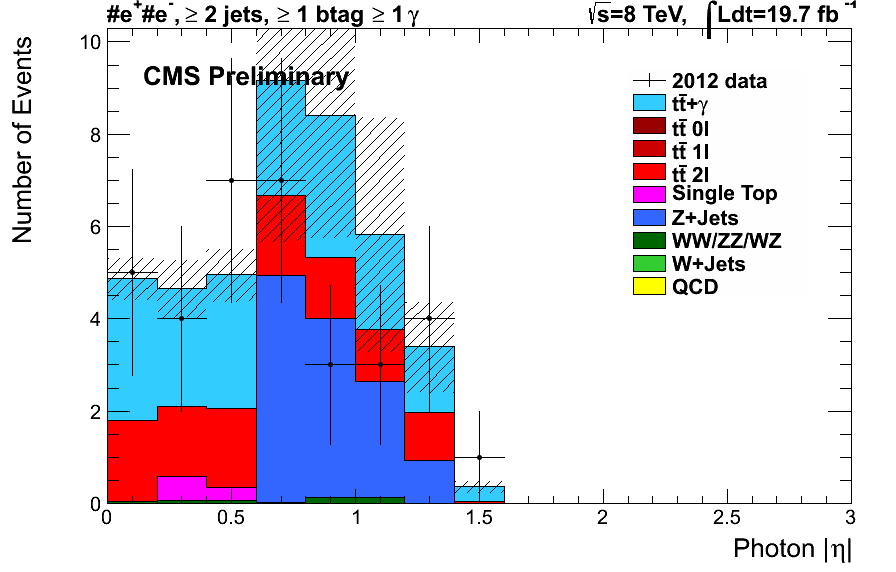 #e⁺#e⁻, ≥ 2 jets, ≥ 1 btag ≥ 1 γ
√s=8 TeV, ∫Ldt=19.7 fb⁻¹
CMS Preliminary
Number of Events
10
8
6
4
2
0
2012 data
tt̄+γ
tt̄ 0l
tt̄ 1l
tt̄ 2l
Single Top
Z+Jets
WW/ZZ/WZ
W+Jets
QCD
0 0.5 1 1.5 2 2.5 3
Photon |η|